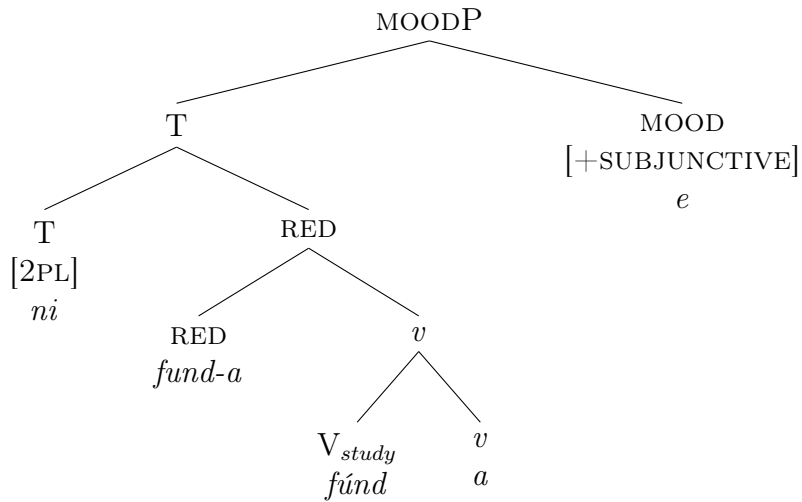 MOODP
T MOOD
[+SUBJUNCTIVE]
e
T RED
[2PL]
ni
RED v
fund-a
V_study v
fúnd a